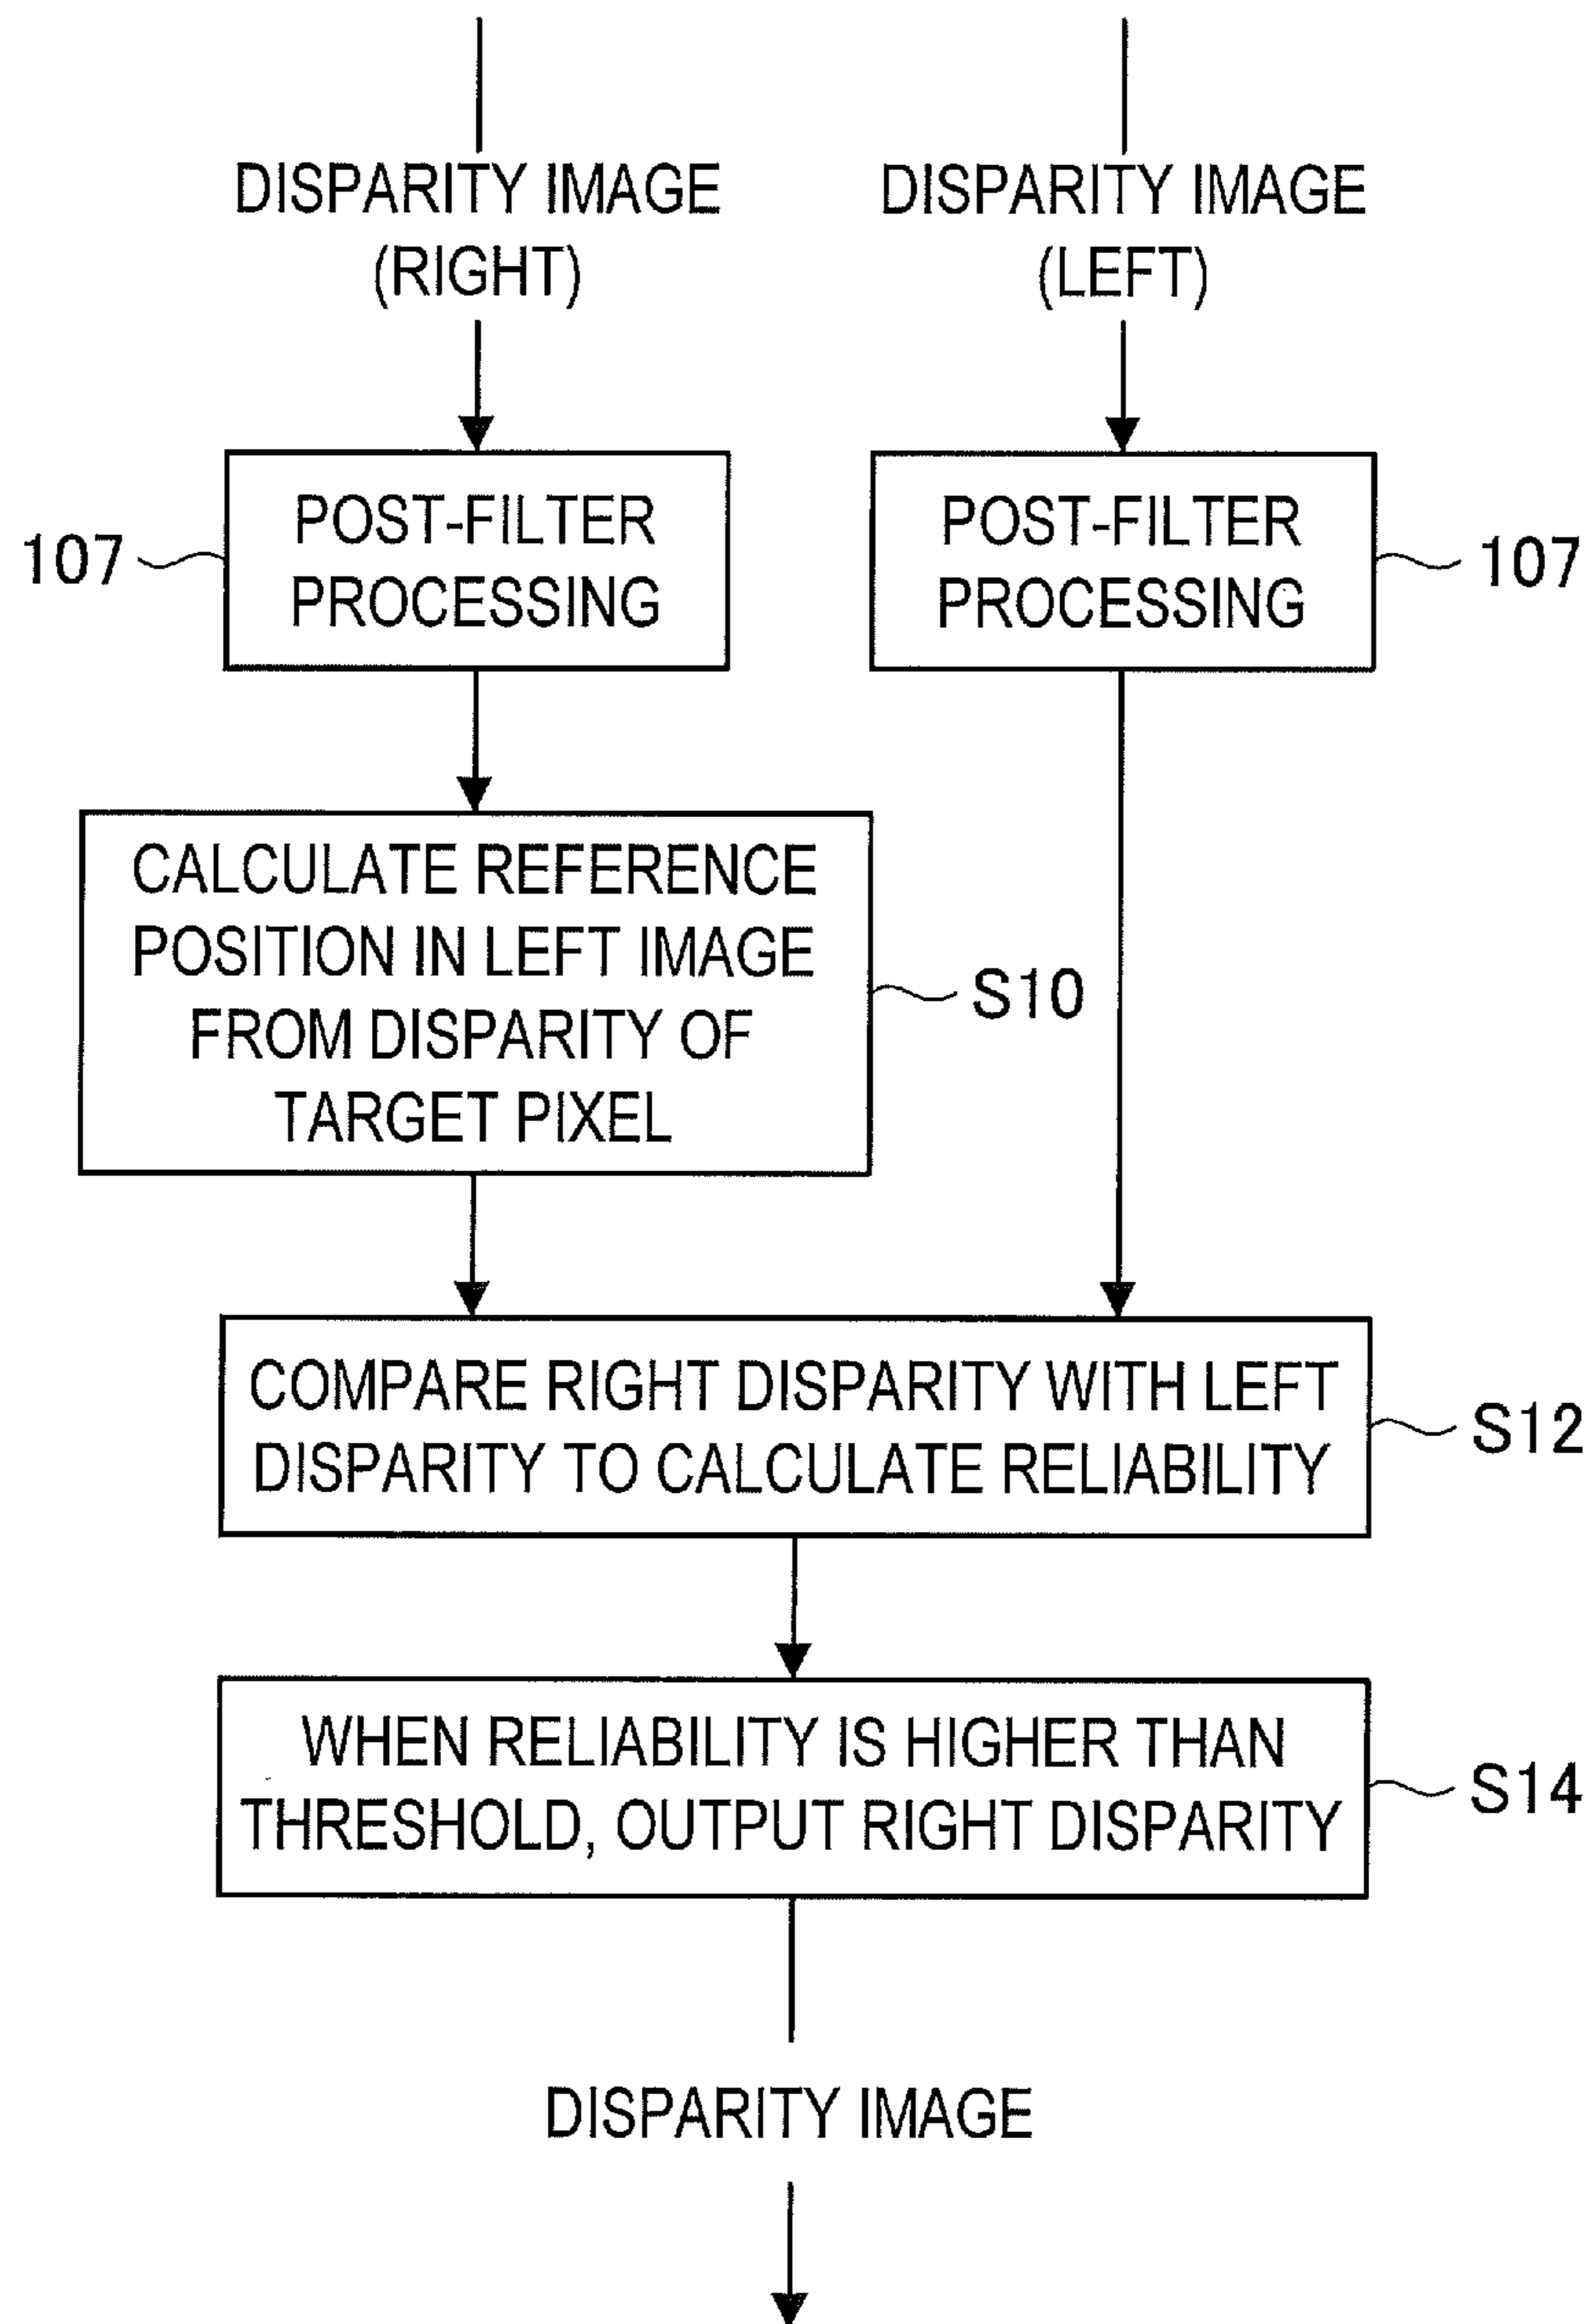 DISPARITY IMAGE
(RIGHT)
DISPARITY IMAGE
(LEFT)
107
POST-FILTER
PROCESSING
POST-FILTER
PROCESSING
107
CALCULATE REFERENCE
POSITION IN LEFT IMAGE
FROM DISPARITY OF
TARGET PIXEL
S10
COMPARE RIGHT DISPARITY WITH LEFT
DISPARITY TO CALCULATE RELIABILITY
S12
WHEN RELIABILITY IS HIGHER THAN
THRESHOLD, OUTPUT RIGHT DISPARITY
S14
DISPARITY IMAGE